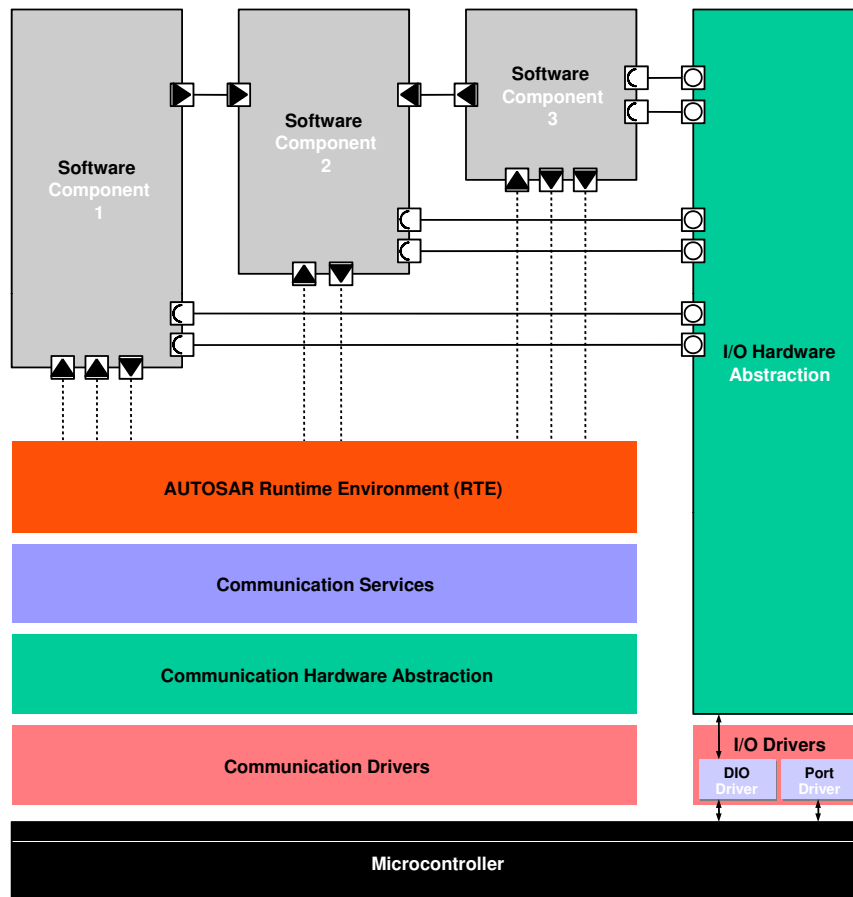 Software
Component
1
Software
Component
2
Software
Component
3
I/O Hardware
Abstraction
AUTOSAR Runtime Environment (RTE)
Communication Services
Communication Hardware Abstraction
Communication Drivers
I/O Drivers
DIO
Driver
Port
Driver
Microcontroller